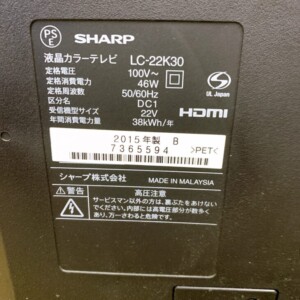 PS
E
SHARP
液晶カラーテレビ LC-22K30
定格電圧 100V～
定格消費電力 46W
定格周波数 50/60Hz
区分名 DC1
受信機型サイズ 22V
年間消費電力量 38kWh/年
UL Japan
HDMI
2015年製 B
7365594
>PET<
シャープ株式会社
MADE IN MALAYSIA
⚠警告
高圧注意
サービスマン以外の方は、裏ぶたをあけないでください。内部には高電圧部分が数多くあり、万一さわると危険です。